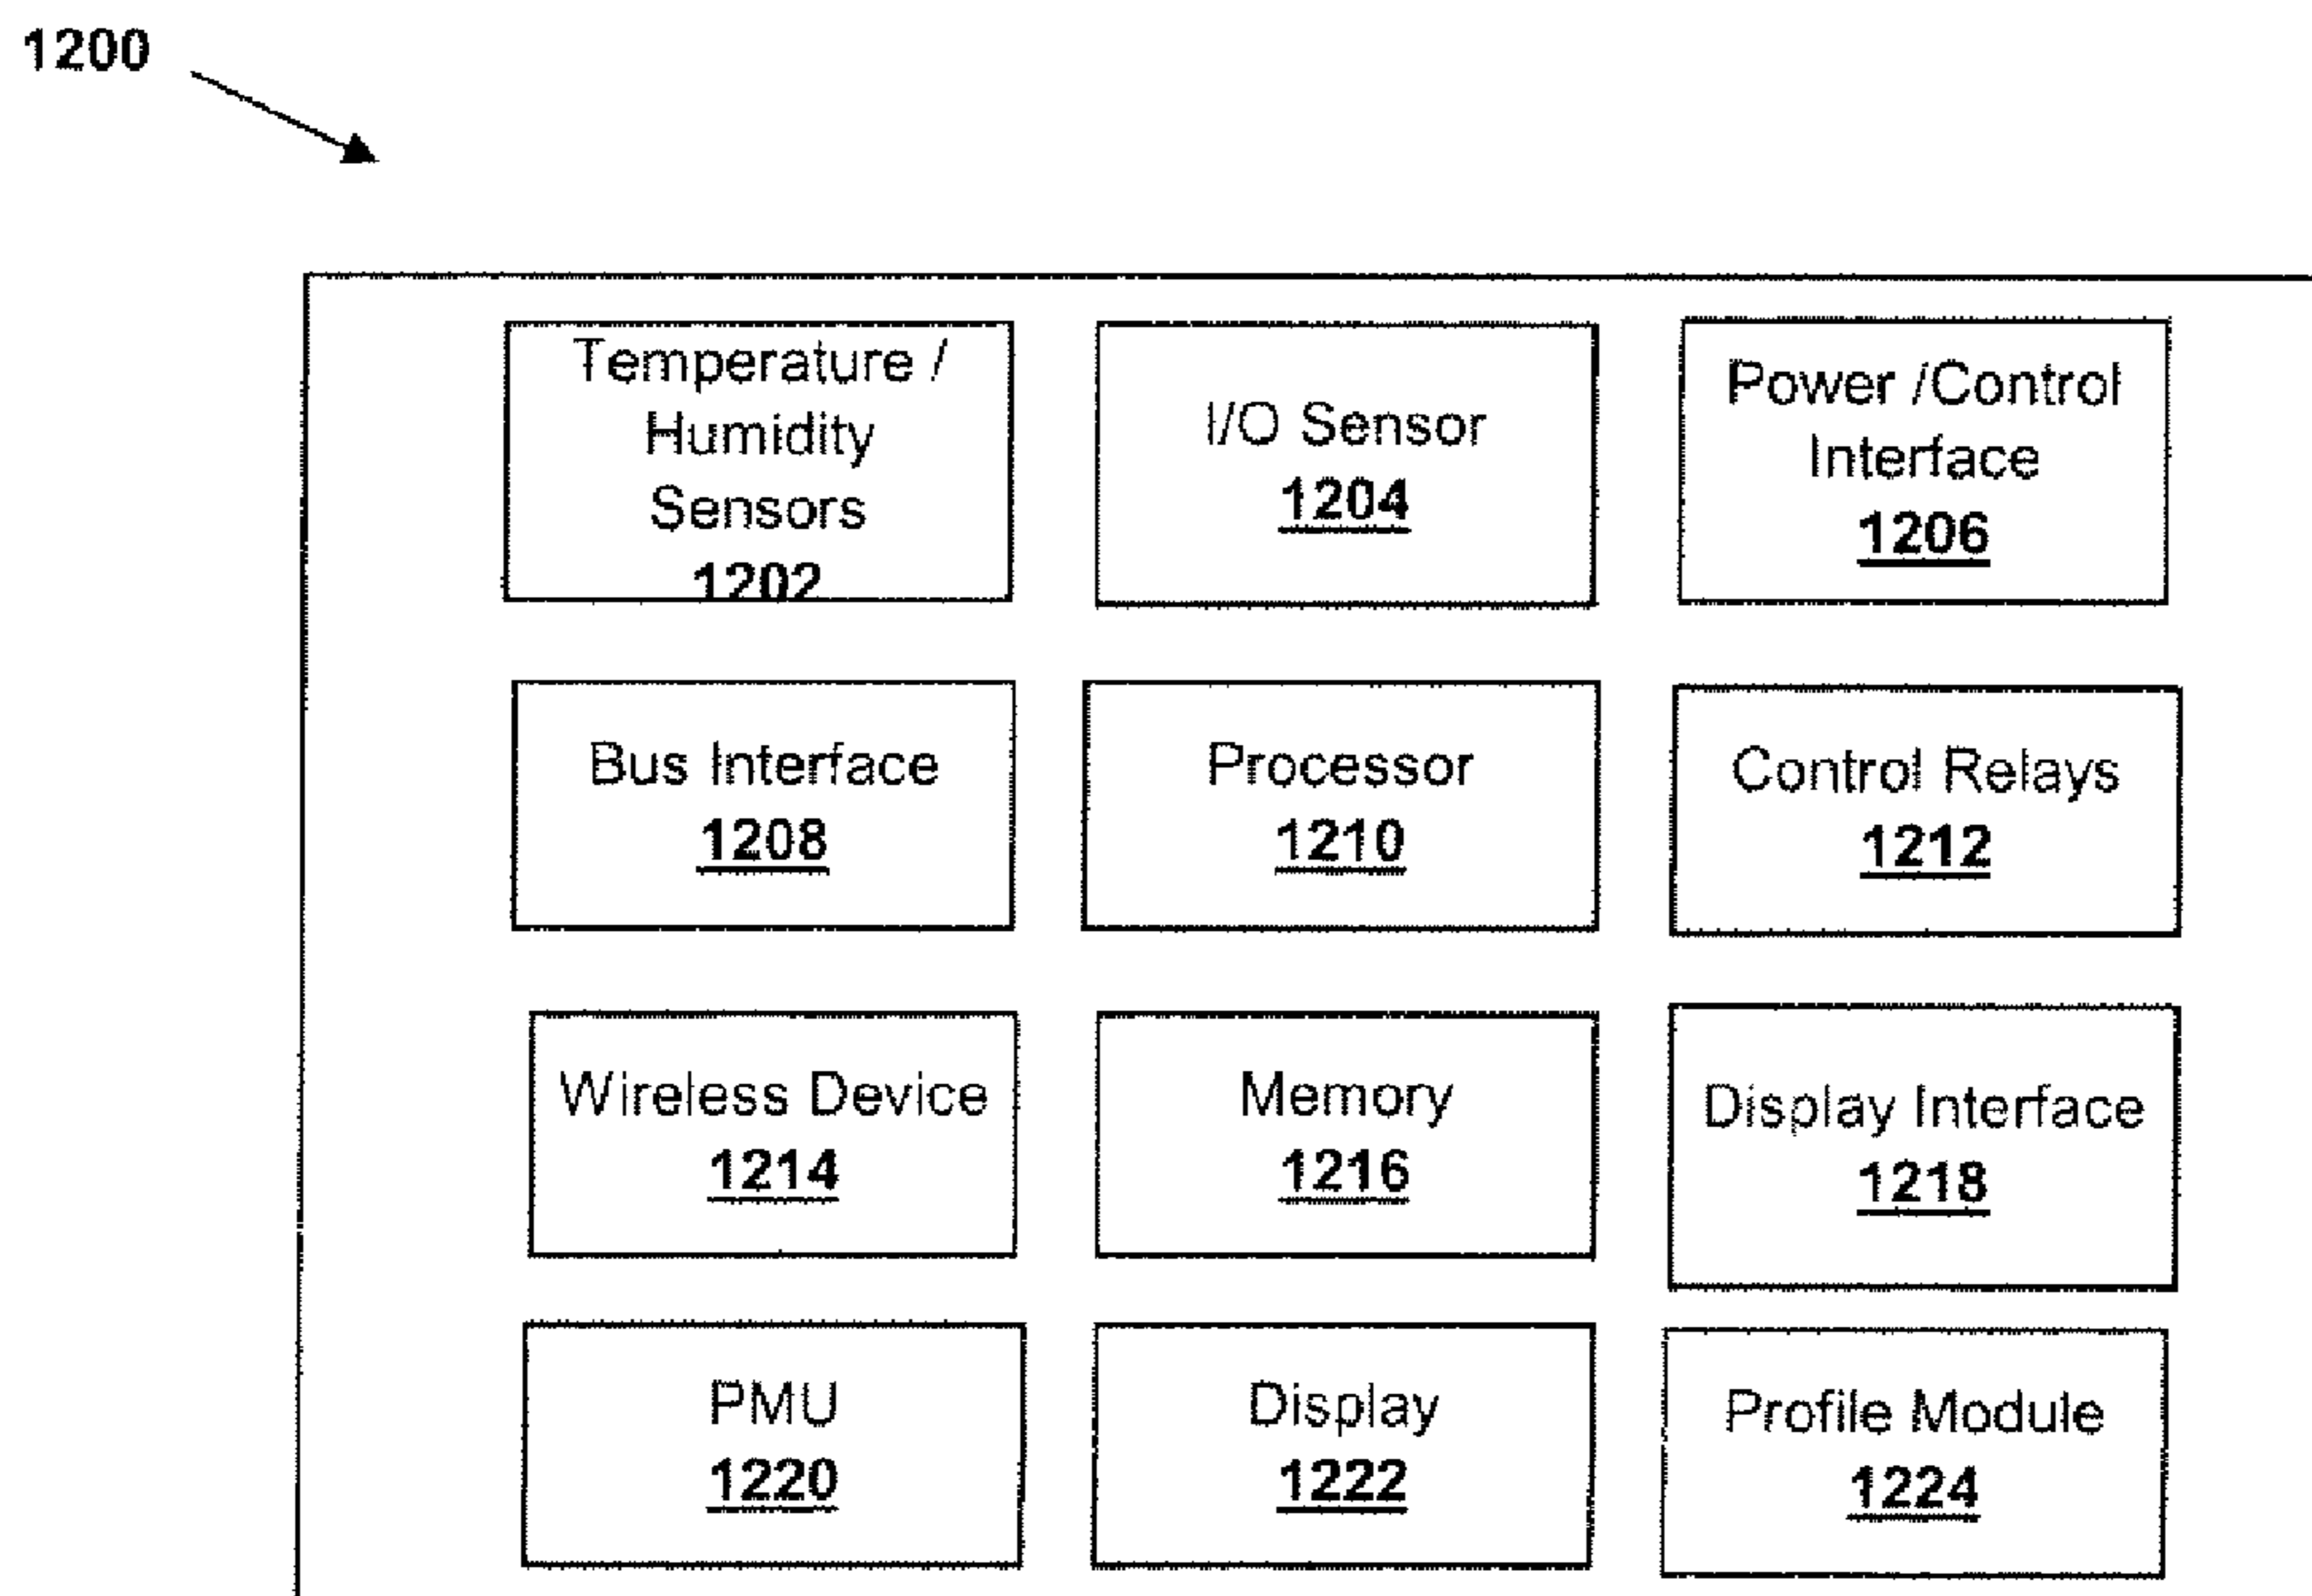 1200
Temperature /
Humidity
Sensors
1202
I/O Sensor
1204
Power /Control
Interface
1206
Bus Interface
1208
Processor
1210
Control Relays
1212
Wireless Device
1214
Memory
1216
Display Interface
1218
PMU
1220
Display
1222
Profile Module
1224